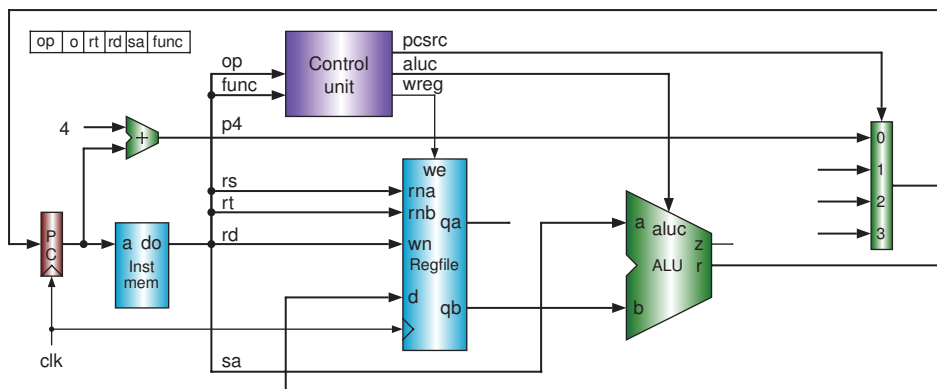 op o rt rd sa func
op
func
Control
unit
pcsrc
aluc
wreg
4
+
p4
0
1
2
3
rs
rt
rd
we
rna
rnb
wn
d
qa
Regfile
qb
P
C
a do
Inst
mem
a
aluc
z
ALU
r
b
clk
sa